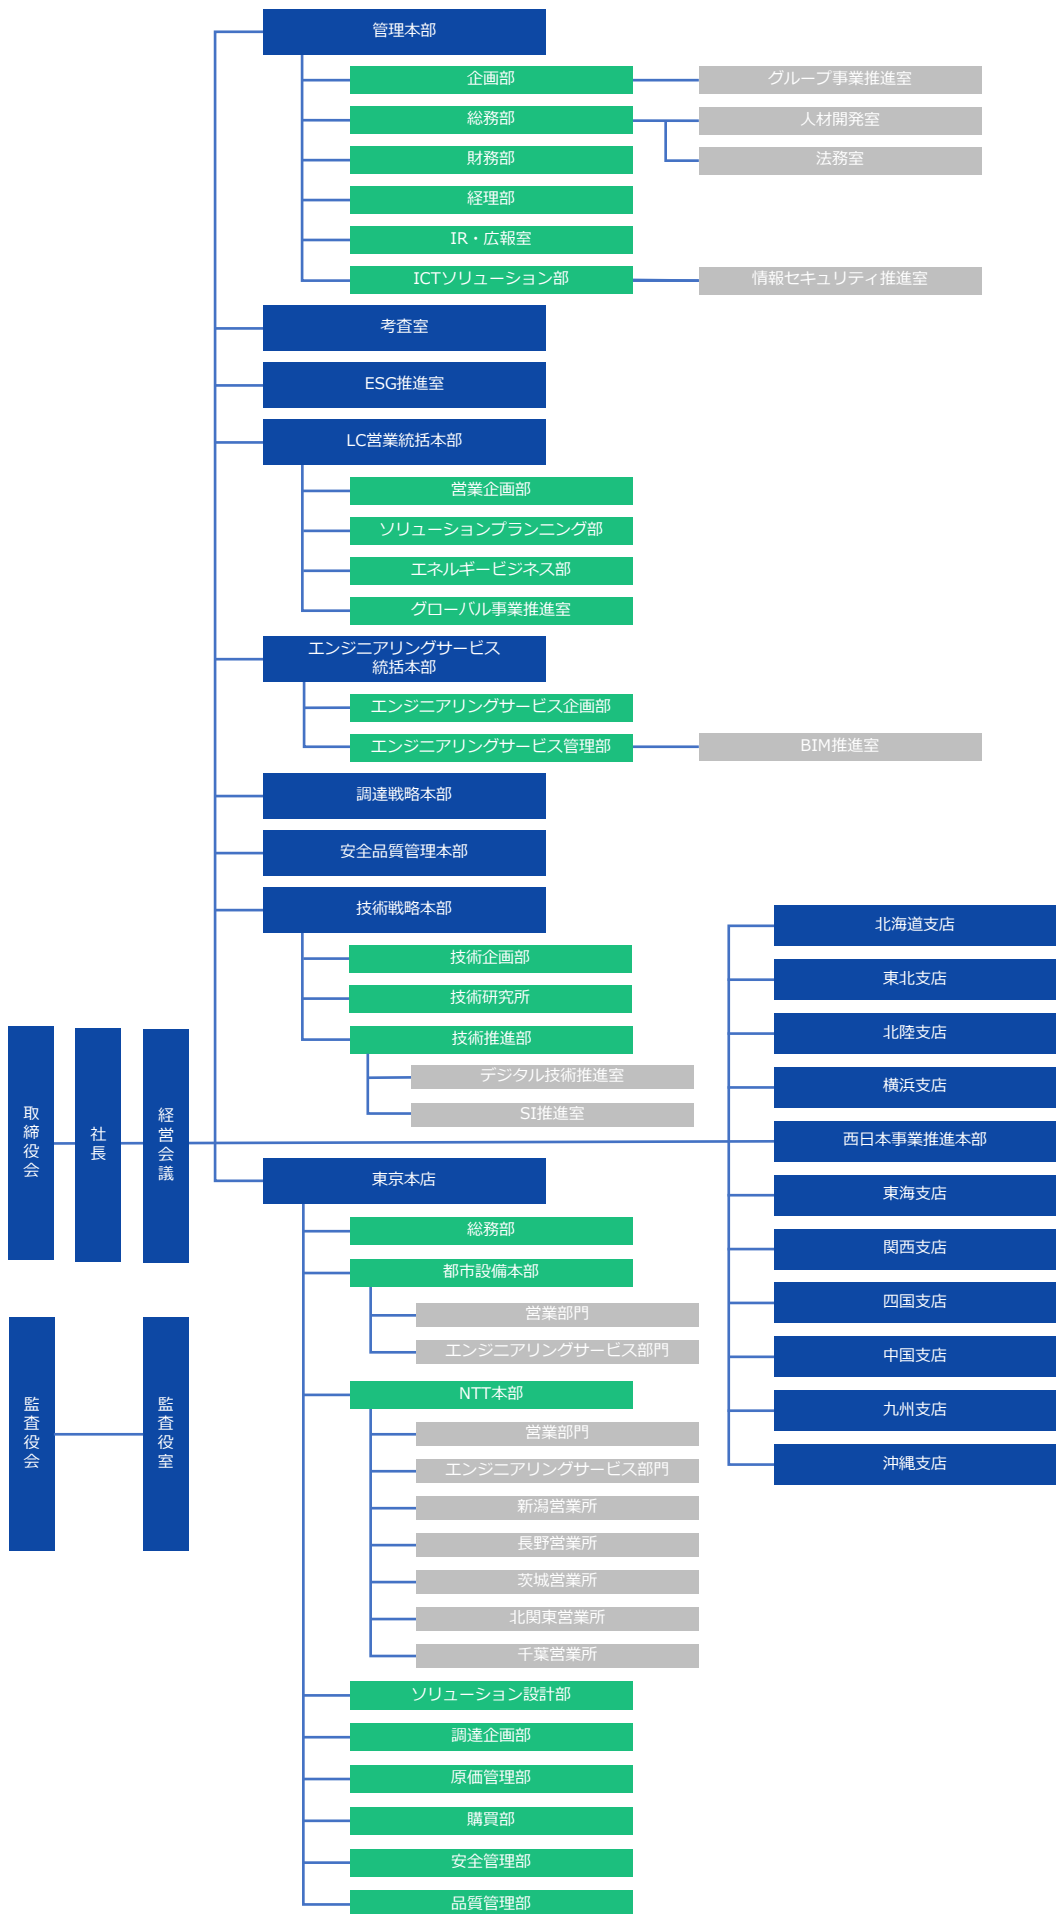 管理本部
企画部
グループ事業推進室
総務部
人材開発室
法務室
財務部
経理部
IR・広報室
ICTソリューション部
情報セキュリティ推進室
考査室
ESG推進室
LC営業統括本部
営業企画部
ソリューションプランニング部
エネルギービジネス部
グローバル事業推進室
エンジニアリングサービス
統括本部
エンジニアリングサービス企画部
エンジニアリングサービス管理部
BIM推進室
調達戦略本部
安全品質管理本部
技術戦略本部
技術企画部
技術研究所
技術推進部
デジタル技術推進室
SI推進室
取締役会
社長
経営会議
東京本店
総務部
都市設備本部
営業部門
エンジニアリングサービス部門
NTT本部
営業部門
エンジニアリングサービス部門
新潟営業所
長野営業所
茨城営業所
北関東営業所
千葉営業所
ソリューション設計部
調達企画部
原価管理部
購買部
安全管理部
品質管理部
監査役会
監査役室
北海道支店
東北支店
北陸支店
横浜支店
西日本事業推進本部
東海支店
関西支店
四国支店
中国支店
九州支店
沖縄支店